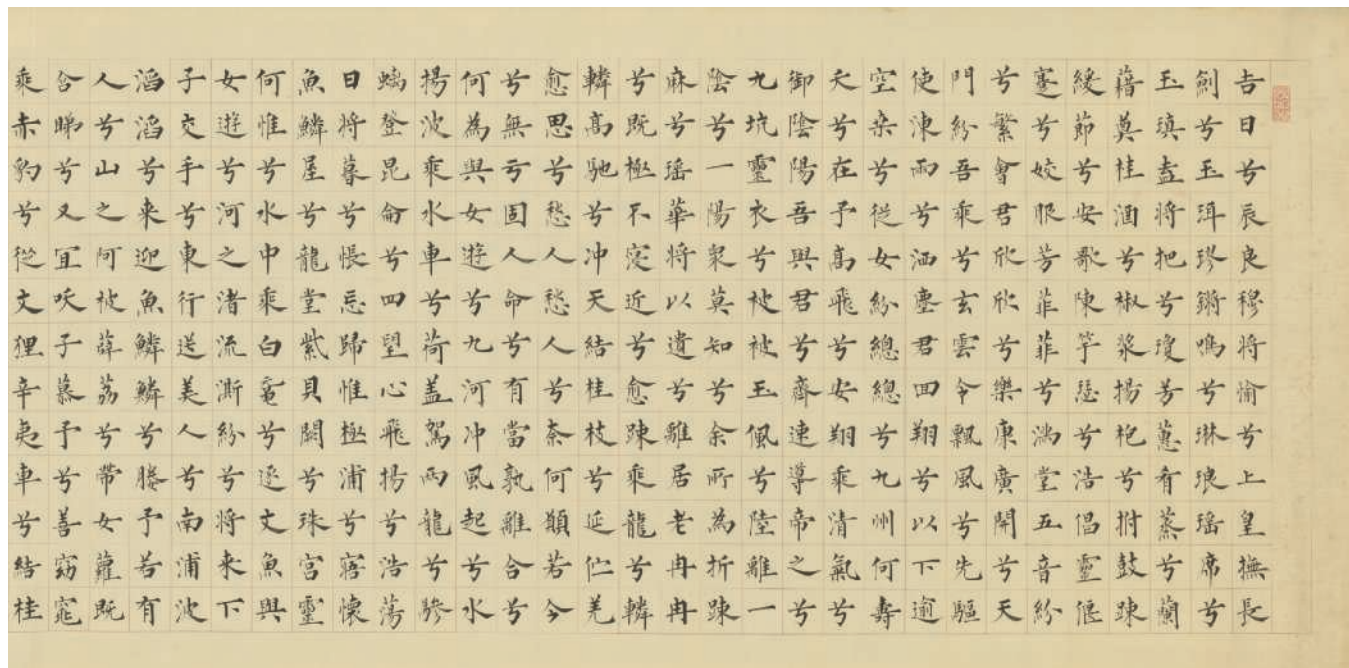 吉日兮辰良穆將愉兮上皇撫長
劍兮玉珥璆鏘鳴兮琳琅瑤席兮
玉瑱盍將把兮瓊芳蕙肴蒸兮蘭
藉奠桂酒兮椒漿揚枹兮拊鼓踈
緩節兮安歌陳竽瑟兮浩倡靈偃
蹇兮姣服芳菲菲兮滿堂五音紛
兮繁會君欣欣兮樂康廣開兮天
門紛吾乘兮玄雲令飄風兮先驅
使涷雨兮洒塵君回翔兮以下逾
空桑兮從女紛總總兮九州何壽
夭兮在予高飛兮安翔乘清氣兮
御陰陽吾與君兮齋速導帝之兮
九坑靈衣兮被被玉佩兮陸離一
陰兮一陽衆莫知兮余所為折踈
麻兮瑤華將以遺兮離居老冉冉
兮既極不寖近兮愈踈乘龍兮轔
轔高馳兮冲天結桂枝兮延伫羌
愈思兮愁人愁人兮奈何願若今
兮無亏固人命兮有當孰離合兮
何為與女遊兮九河冲風起兮水
揚波乘水車兮荷蓋駕兩龍兮驂
螭登昆侖兮四望心飛揚兮浩蕩
日將暮兮悵忘歸惟極浦兮寤懷
魚鱗屋兮龍堂紫貝闕兮珠宮靈
何惟兮水中乘白黿兮逐文魚與
女遊兮河之渚流澌紛兮將来下
子交手兮東行送美人兮南浦波
滔滔兮来迎魚鱗鱗兮媵予若有
人兮山之阿被薜荔兮帶女蘿既
含睇兮又宜笑子慕予兮善窈窕
乘赤豹兮從文狸辛夷車兮結桂